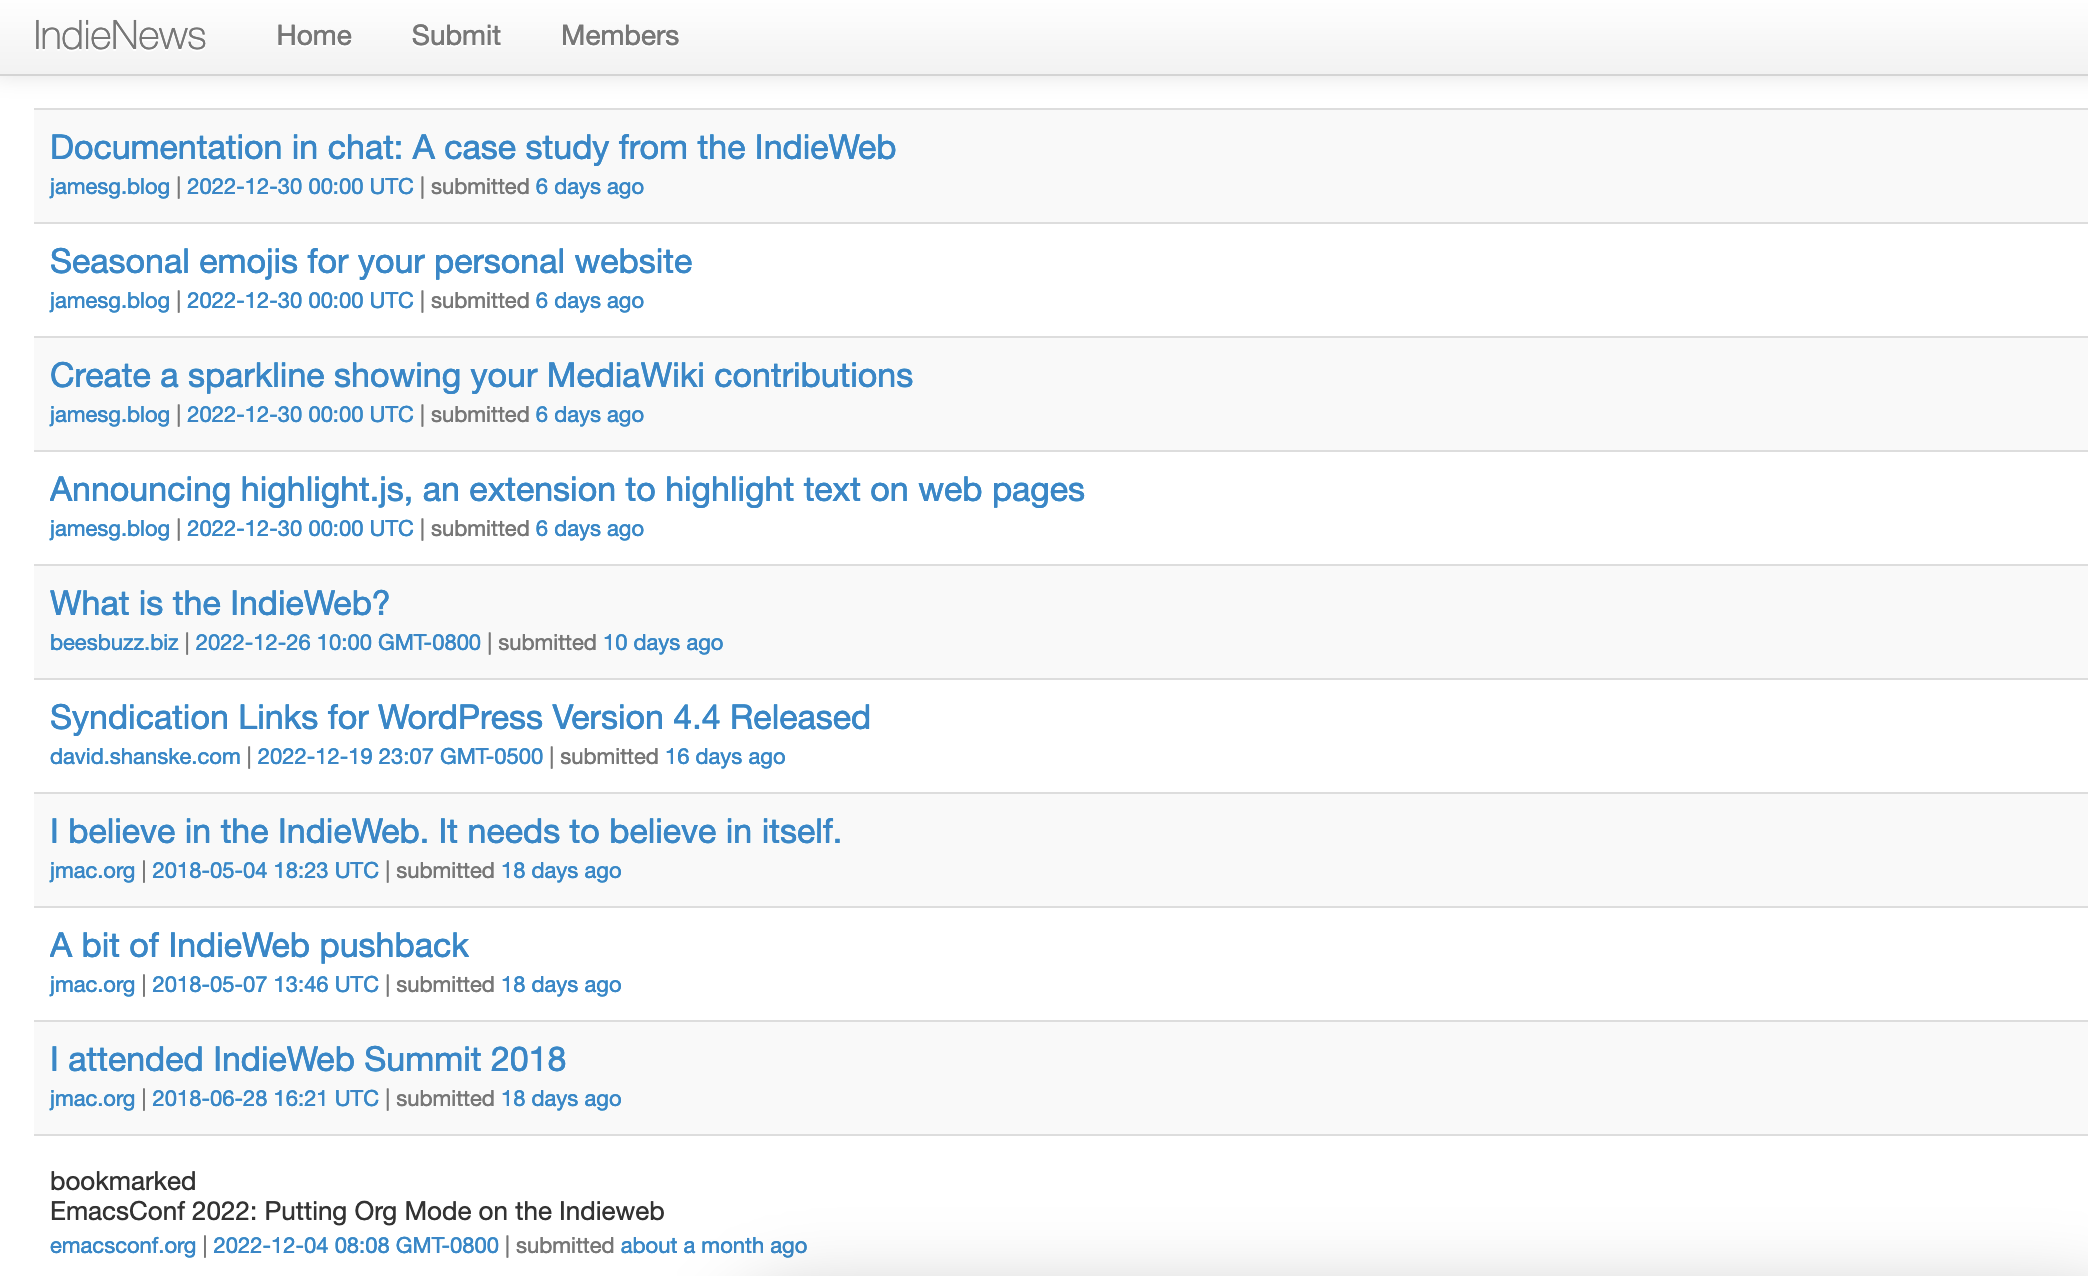 IndieNews Home Submit Members
Documentation in chat: A case study from the IndieWeb
jamesg.blog | 2022-12-30 00:00 UTC | submitted 6 days ago
Seasonal emojis for your personal website
jamesg.blog | 2022-12-30 00:00 UTC | submitted 6 days ago
Create a sparkline showing your MediaWiki contributions
jamesg.blog | 2022-12-30 00:00 UTC | submitted 6 days ago
Announcing highlight.js, an extension to highlight text on web pages
jamesg.blog | 2022-12-30 00:00 UTC | submitted 6 days ago
What is the IndieWeb?
beesbuzz.biz | 2022-12-26 10:00 GMT-0800 | submitted 10 days ago
Syndication Links for WordPress Version 4.4 Released
david.shanske.com | 2022-12-19 23:07 GMT-0500 | submitted 16 days ago
I believe in the IndieWeb. It needs to believe in itself.
jmac.org | 2018-05-04 18:23 UTC | submitted 18 days ago
A bit of IndieWeb pushback
jmac.org | 2018-05-07 13:46 UTC | submitted 18 days ago
I attended IndieWeb Summit 2018
jmac.org | 2018-06-28 16:21 UTC | submitted 18 days ago
bookmarked
EmacsConf 2022: Putting Org Mode on the Indieweb
emacsconf.org | 2022-12-04 08:08 GMT-0800 | submitted about a month ago